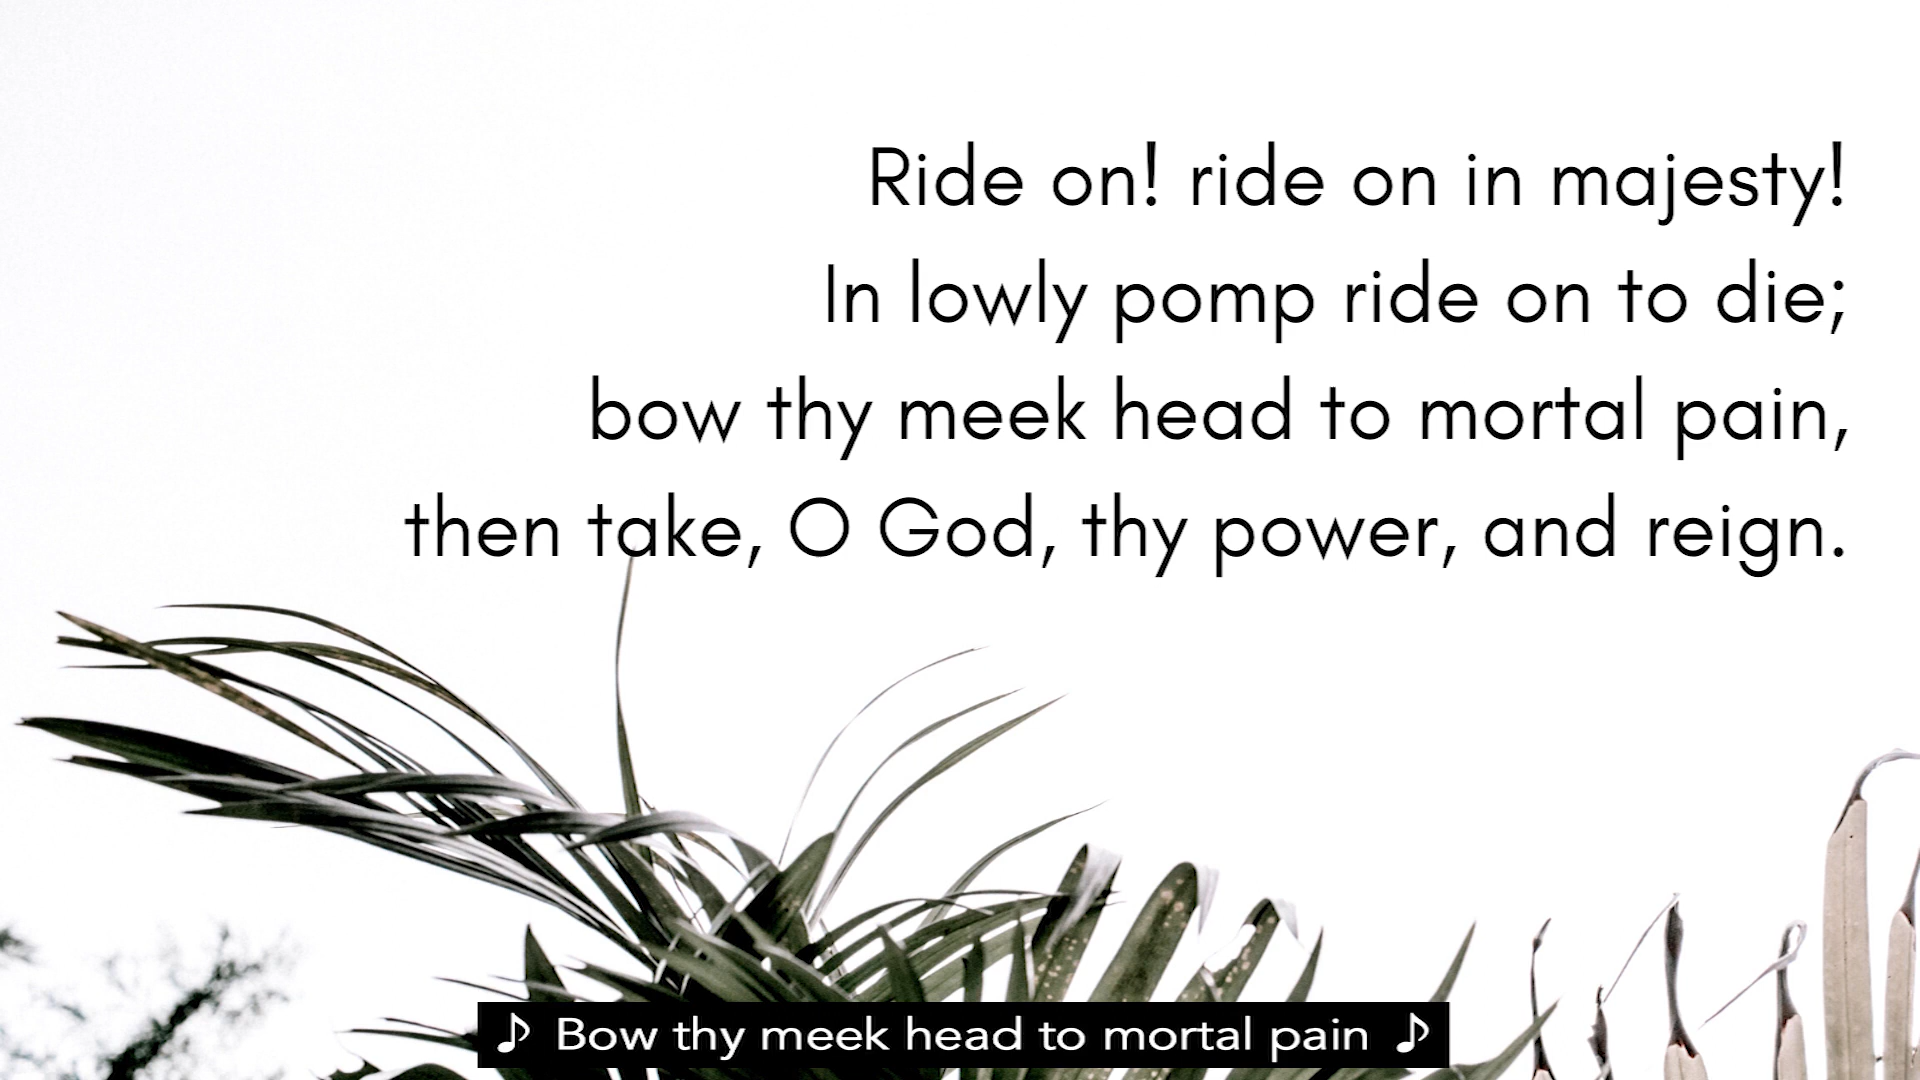 Ride on! ride on in majesty!
In lowly pomp ride on to die;
bow thy meek head to mortal pain,
then take, O God, thy power, and reign.
♪ Bow thy meek head to mortal pain ♪